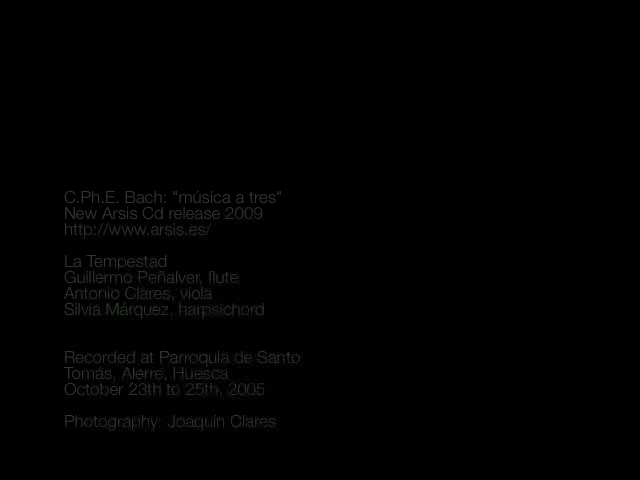 C.Ph.E. Bach: "música a tres"
New Arsis Cd release 2009
http://www.arsis.es/
La Tempestad
Guillermo Peñalver, flute
Antonio Clares, viola
Silvia Márquez, harpsichord
Recorded at Parroquia de Santo
Tomás, Alerre, Huesca
October 23th to 25th, 2005
Photography: Joaquín Clares